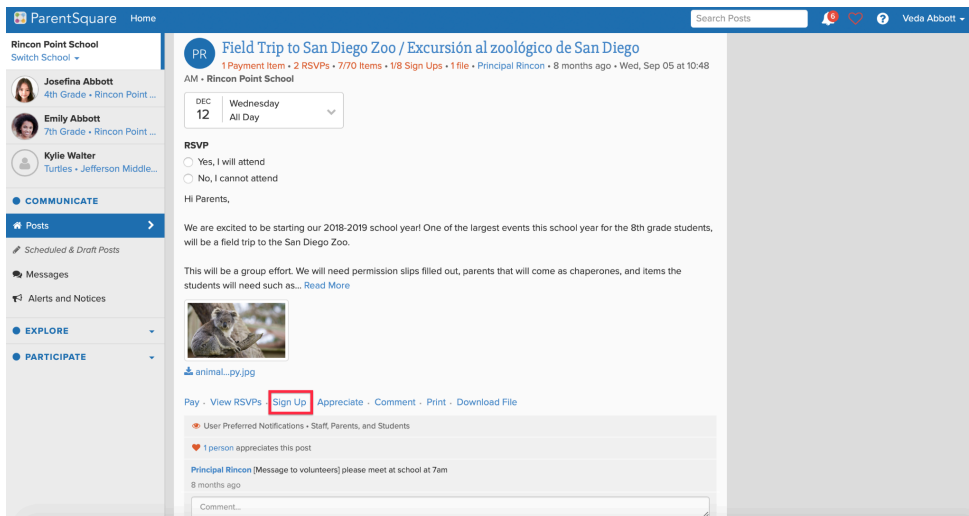 ParentSquare Home Search Posts 6 ? Veda Abbott
Rincon Point School
Switch School
Josefina Abbott
4th Grade • Rincon Point ...
Emily Abbott
7th Grade • Rincon Point ...
Kylie Walter
Turtles • Jefferson Middle...
COMMUNICATE
Posts
Scheduled & Draft Posts
Messages
Alerts and Notices
EXPLORE
PARTICIPATE
PR
Field Trip to San Diego Zoo / Excursión al zoológico de San Diego
1 Payment Item • 2 RSVPs • 7/70 Items • 1/8 Sign Ups • 1 file • Principal Rincon • 8 months ago • Wed, Sep 05 at 10:48
AM • Rincon Point School
DEC Wednesday
12 All Day
RSVP
Yes, I will attend
No, I cannot attend
Hi Parents,
We are excited to be starting our 2018-2019 school year! One of the largest events this school year for the 8th grade students,
will be a field trip to the San Diego Zoo.
This will be a group effort. We will need permission slips filled out, parents that will come as chaperones, and items the
students will need such as... Read More
animal...py.jpg
Pay · View RSVPs · Sign Up · Appreciate · Comment · Print · Download File
User Preferred Notifications • Staff, Parents, and Students
1 person appreciates this post
Principal Rincon [Message to volunteers] please meet at school at 7am
8 months ago
Comment...